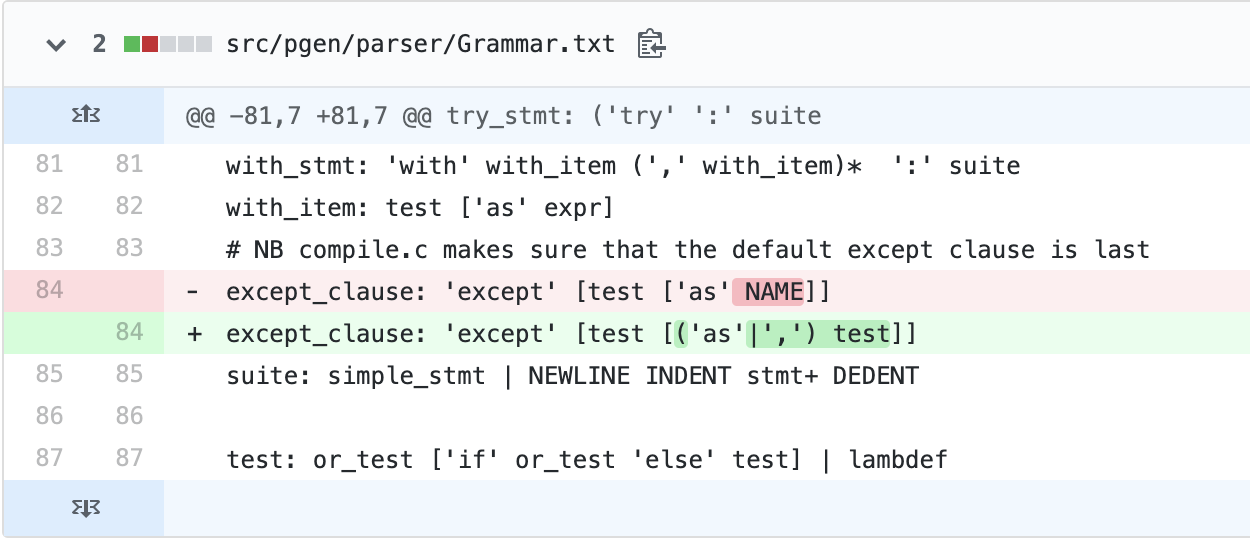 2 src/pgen/parser/Grammar.txt
@@ -81,7 +81,7 @@ try_stmt: ('try' ':' suite
81 81 with_stmt: 'with' with_item (',' with_item)*  ':' suite
82 82 with_item: test ['as' expr]
83 83 # NB compile.c makes sure that the default except clause is last
84 - except_clause: 'except' [test ['as' NAME]]
84 + except_clause: 'except' [test [('as'|',') test]]
85 85 suite: simple_stmt | NEWLINE INDENT stmt+ DEDENT
86 86
87 87 test: or_test ['if' or_test 'else' test] | lambdef